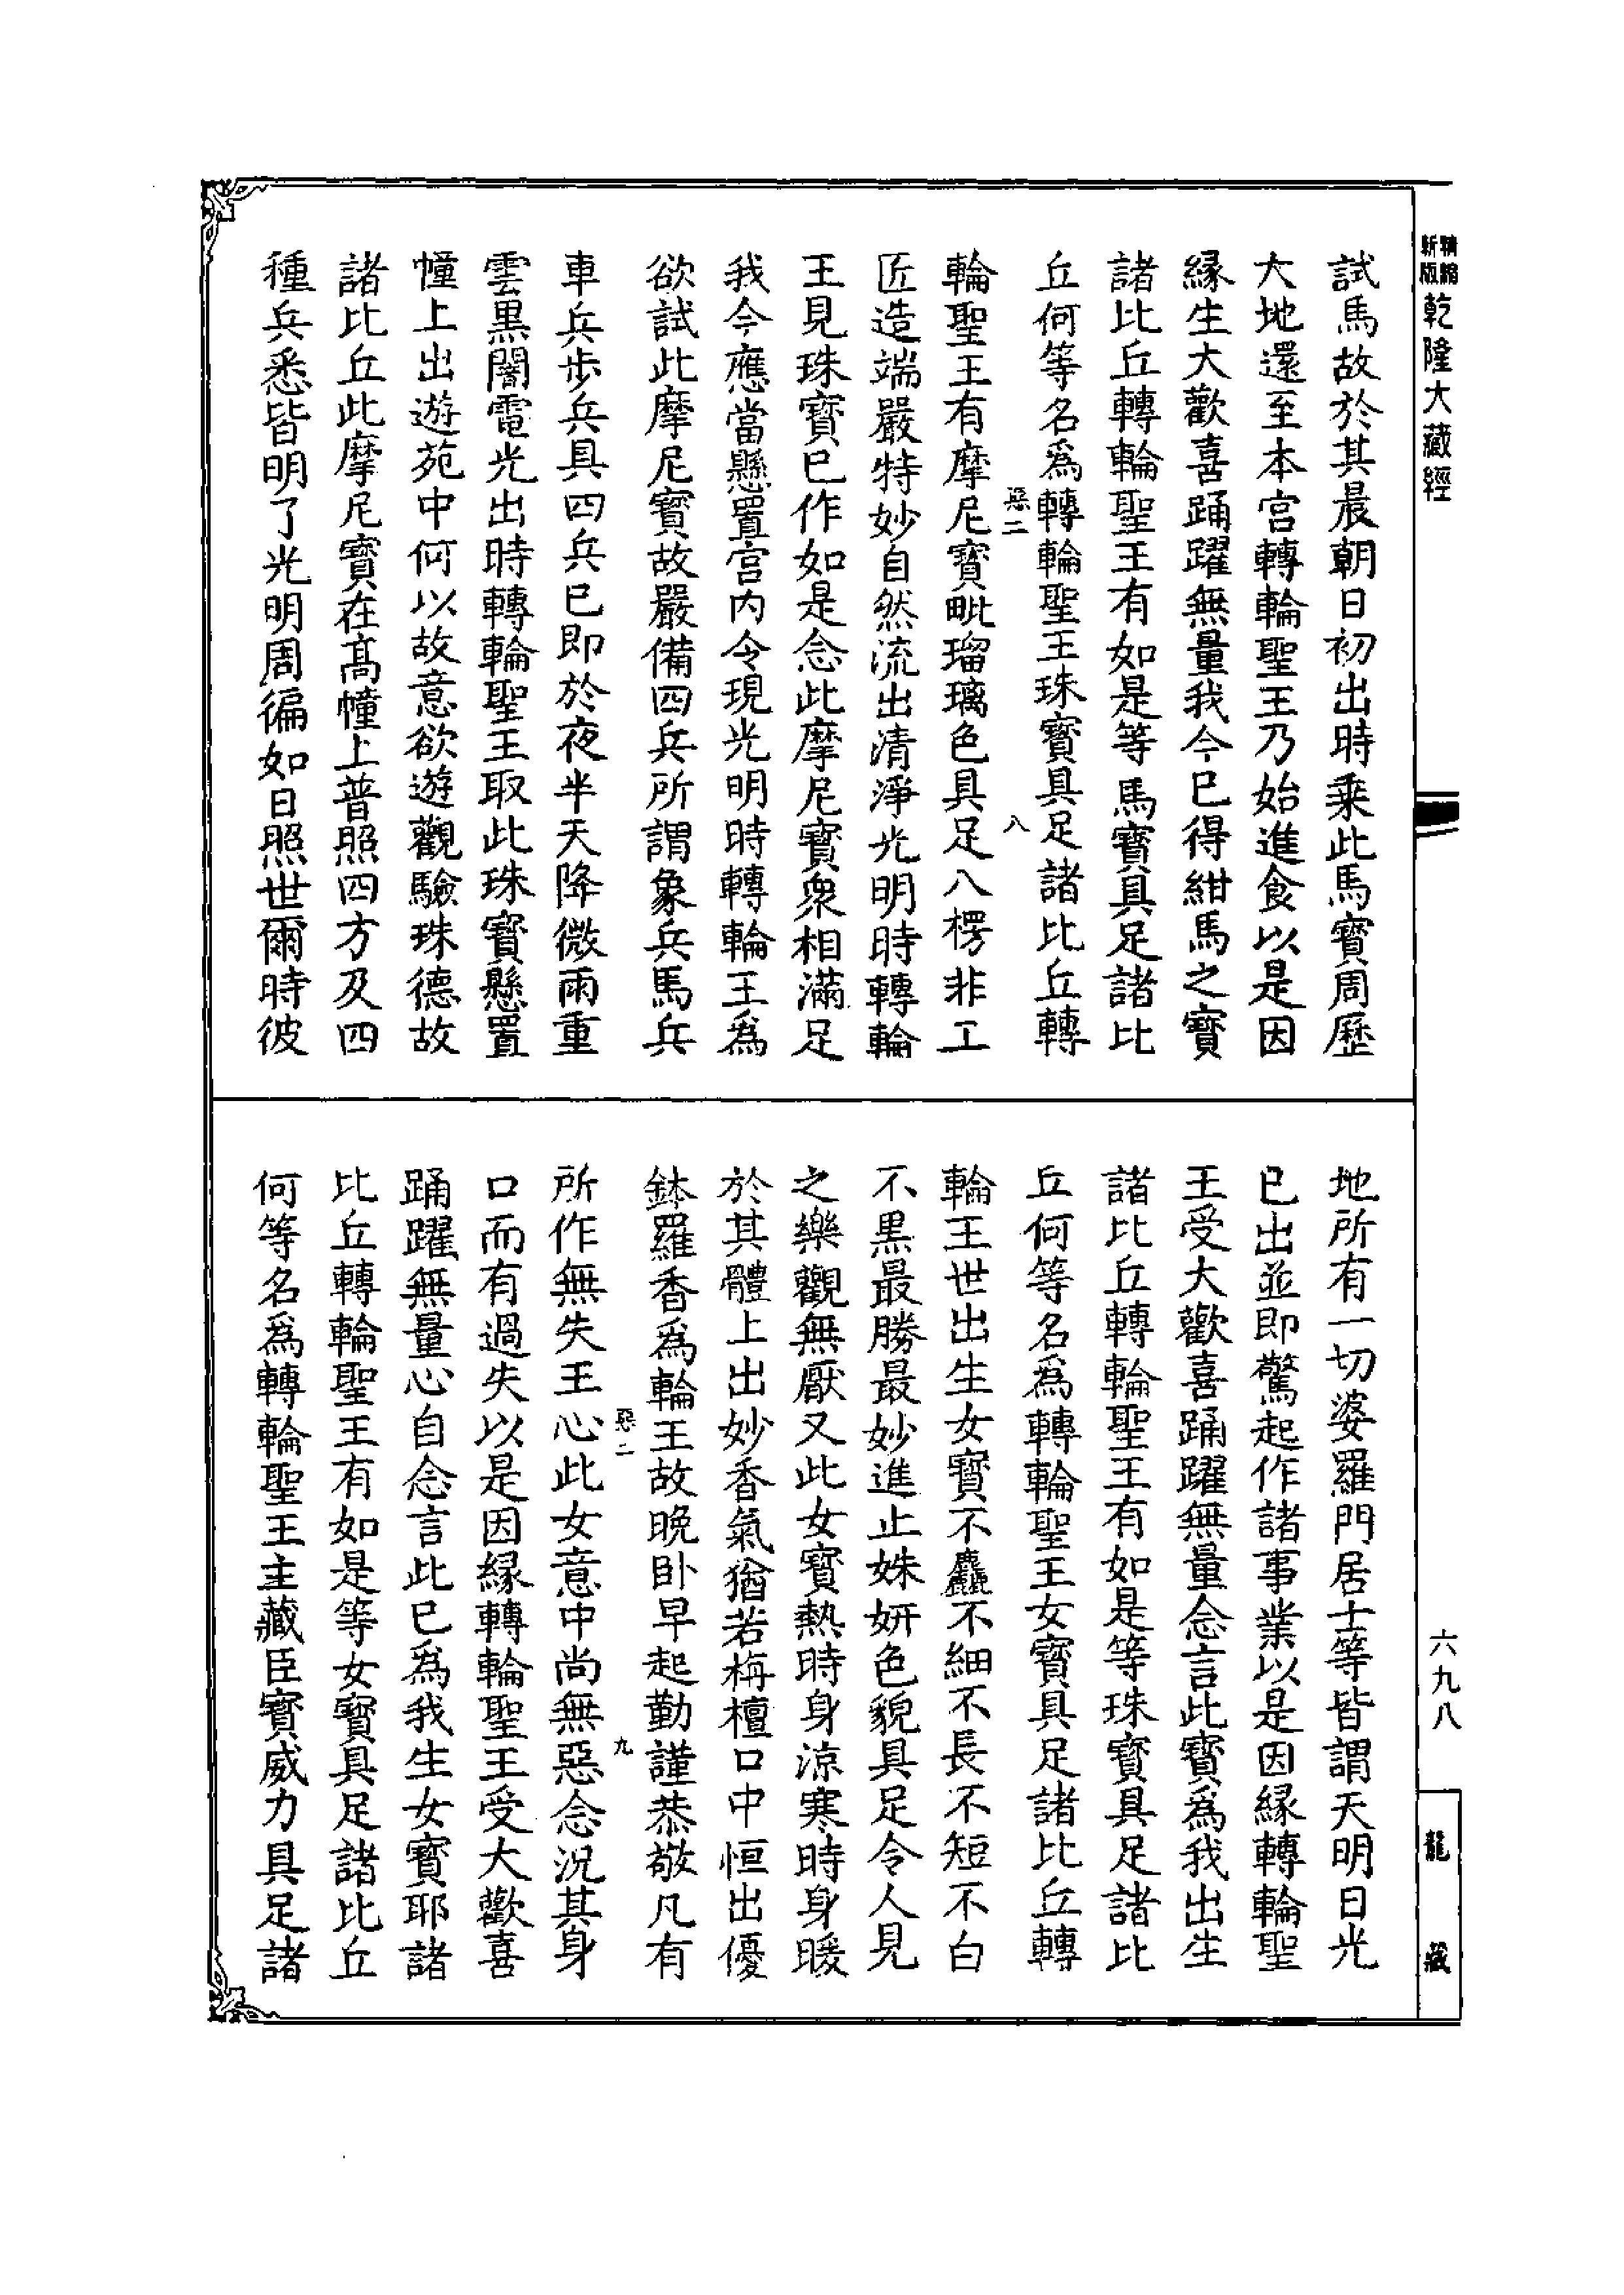 精縮
新版
乾隆大藏經
試馬故於其晨朝日初出時乗此馬寶周歷
大地還至本宫轉輪聖王乃始進食以是因
縁生大歡喜踊躍無量我今已得紺馬之寶
諸比丘轉輪聖王有如是等馬寶具足諸比
丘何等名爲轉輪聖王珠寶具足諸比丘轉
惡二
八
輪聖王有摩尼寶毗瑠璃色具足八楞非工
匠造端嚴特妙自然流出清淨光明時轉輪
王見珠寶已作如是念此摩尼寶衆相滿足
我今應當懸置宫内令現光明時轉輪王爲
欲試此摩尼寶故嚴備四兵所謂象兵馬兵
車兵歩兵具四兵已即於夜半天降微雨重
雲黒闇電光出時轉輪聖王取此珠寶懸置
幢上出遊苑中何以故意欲遊觀驗珠德故
諸比丘此摩尼寶在髙幢上普照四方及四
種兵悉皆明了光明周徧如日照世爾時彼
地所有一切婆羅門居士等皆謂天明日光
已出並即驚起作諸事業以是因縁轉輪聖
王受大歡喜踊躍無量念言此寶爲我出生
諸比丘轉輪聖王有如是等珠寶具足諸比
丘何等名爲轉輪聖王女寶具足諸比丘轉
輪王世出生女寶不麤不細不長不短不白
不黒最勝最妙進止姝妍色貌具足令人見
之樂觀無厭又此女寶熱時身涼寒時身暖
於其體上出妙香氣猶若栴檀口中恒出優
鉢羅香爲輪王故晩卧早起勤謹恭敬凡有
惡二
九
所作無失王心此女意中尚無惡念況其身
口而有過失以是因縁轉輪聖王受大歡喜
踊躍無量心自念言此已為我生女寶耶諸
比丘轉輪聖王有如是等女寶具足諸比丘
何等名爲轉輪聖王主藏臣寶威力具足諸
六九八
龍藏